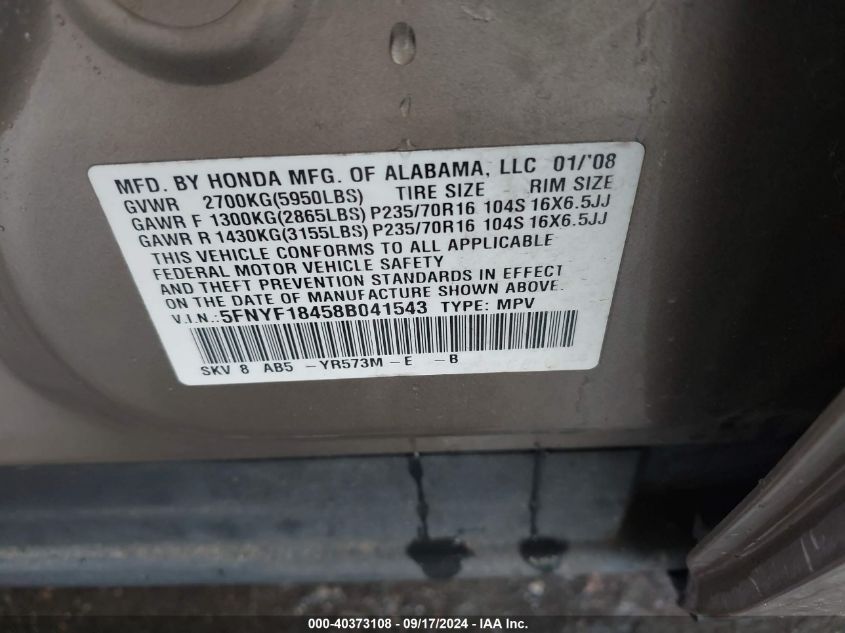 MFD. BY HONDA MFG. OF ALABAMA, LLC 01/'08
GVWR 2700KG(5950LBS) TIRE SIZE RIM SIZE
GAWR F 1300KG(2865LBS) P235/70R16 104S 16X6.5JJ
GAWR R 1430KG(3155LBS) P235/70R16 104S 16X6.5JJ
THIS VEHICLE CONFORMS TO ALL APPLICABLE
FEDERAL MOTOR VEHICLE SAFETY
AND THEFT PREVENTION STANDARDS IN EFFECT
ON THE DATE OF MANUFACTURE SHOWN ABOVE.
V.I.N.:5FNYF18458B041543 TYPE: MPV
SKV 8 AB5 -YR573M -E -B
000-40373108 - 09/17/2024 - IAA, Inc.